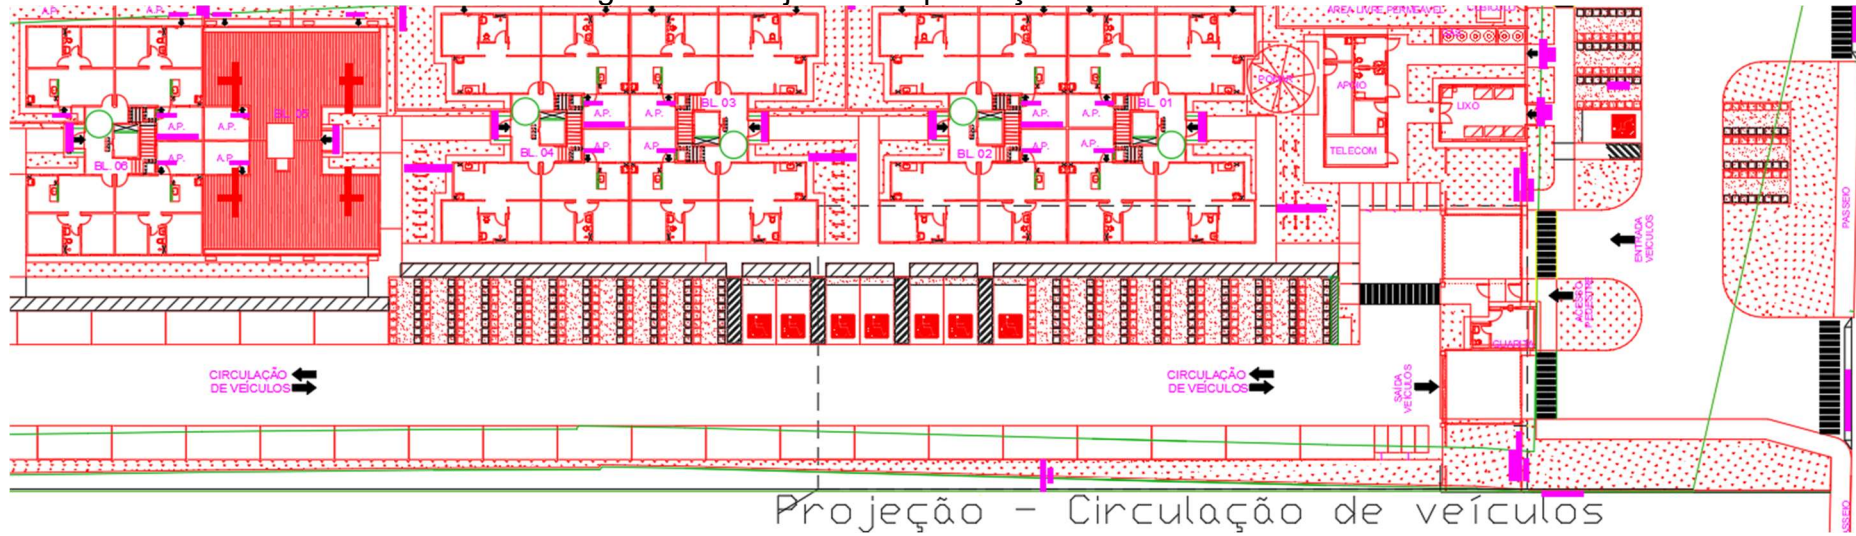 A.P.
A.P.
ÁREA LIVRE PERMEÁVEL
BL. 05
BL. 03
BL 01
POMAR
APOIO
LIXO
A.P.
A.P.
A.P.
A.P.
A.P.
A.P.
A.P.
A.P.
A.P.
A.P.
A.P.
A.P.
BL. 06
BL. 04
BL 02
TELECOM
PASSEIO
ENTRADA
VEÍCULOS
ACESSO
PEDESTRE
GUARITA
CIRCULAÇÃO
DE VEÍCULOS
CIRCULAÇÃO
DE VEÍCULOS
SAÍDA
VEÍCULOS
Projeção - Circulação de veículos